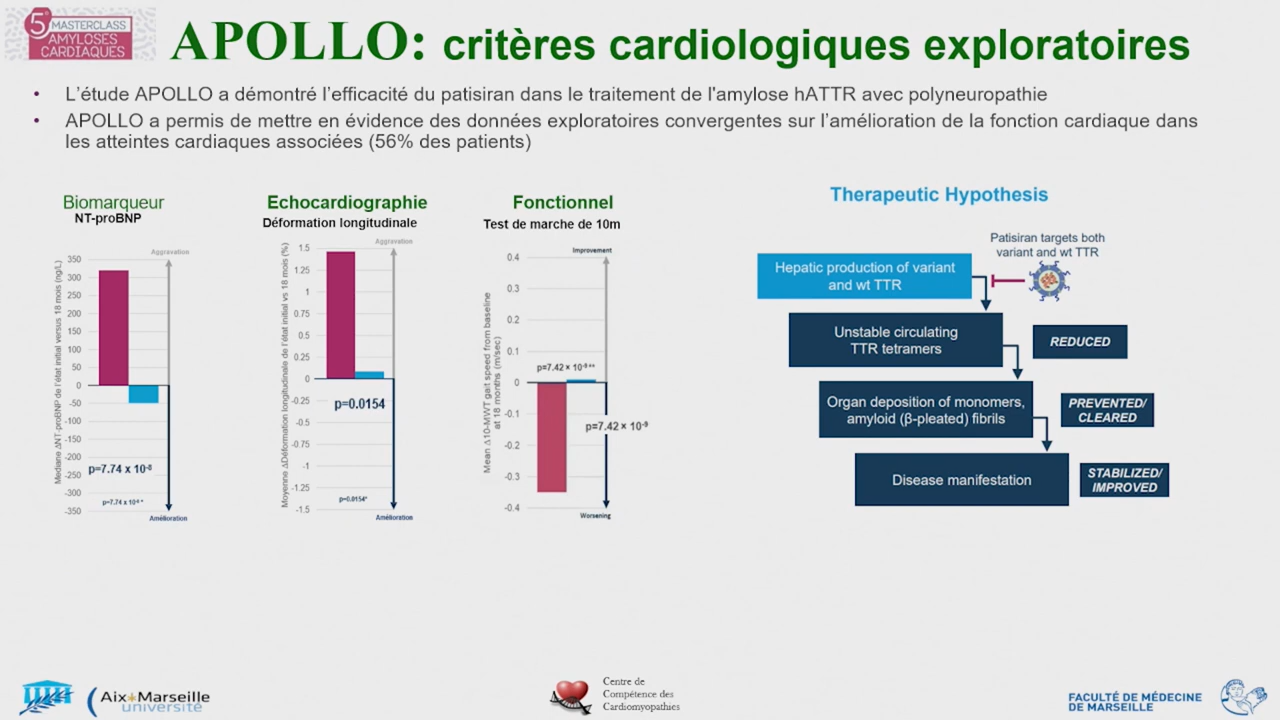 5e MASTERCLASS
AMYLOSES
CARDIAQUES
APOLLO: critères cardiologiques exploratoires
• L'étude APOLLO a démontré l'efficacité du patisiran dans le traitement de l'amylose hATTR avec polyneuropathie
• APOLLO a permis de mettre en évidence des données exploratoires convergentes sur l'amélioration de la fonction cardiaque dans
les atteintes cardiaques associées (56% des patients)
Biomarqueur
NT-proBNP
Aggravation
Mediane ΔNT-proBNP de l'état initial versus 18 mois (ng/L)
350
300
250
200
150
100
50
0
-50
-100
-150
-200
-250
-300
-350
p=7.74 x 10-8
Amélioration
Echocardiographie
Déformation longitudinale
Aggravation
Moyenne ΔDéformation longitudinale de l'état initial vs 18 mois (%)
1.5
1.25
1
0.75
0.5
0.25
0
-0.25
-0.5
-0.75
-1
-1.25
-1.5
p=0.0154
p=0.0154*
Amélioration
Fonctionnel
Test de marche de 10m
Improvement
Mean Δ10-MWT gait speed from baseline
at 18 months (m/sec)
0.4
0.3
0.2
0.1
0
-0.1
-0.2
-0.3
-0.4
p=7.42 × 10-9 **
p=7.42 × 10-9
Worsening
Therapeutic Hypothesis
Patisiran targets both
variant and wt TTR
Hepatic production of variant
and wt TTR
Unstable circulating
TTR tetramers
REDUCED
Organ deposition of monomers,
amyloid (β-pleated) fibrils
PREVENTED/
CLEARED
Disease manifestation
STABILIZED/
IMPROVED
Aix*Marseille
université
Centre de
Compétence des
Cardiomyopathies
FACULTÉ DE MÉDECINE
DE MARSEILLE